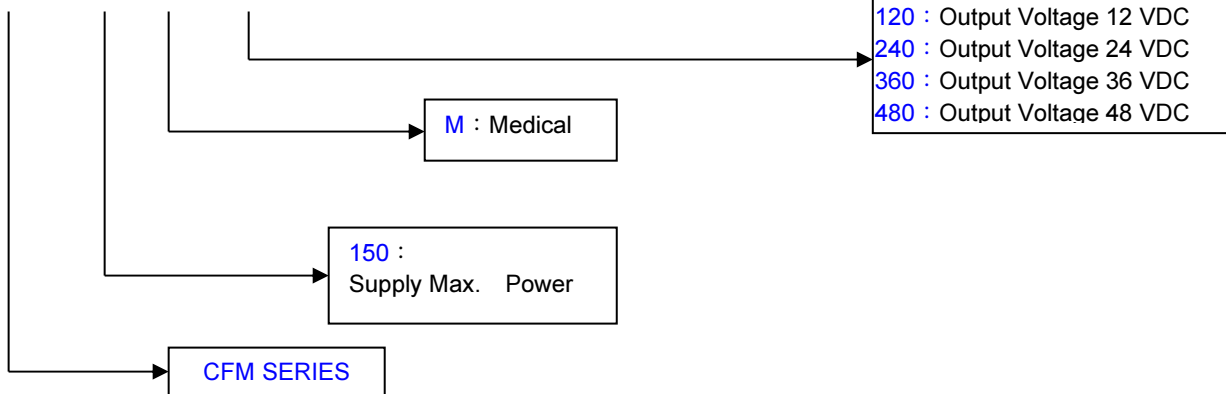 120：Output Voltage 12 VDC
240：Output Voltage 24 VDC
360：Output Voltage 36 VDC
480：Output Voltage 48 VDC
M：Medical
150：
Supply Max. Power
CFM SERIES